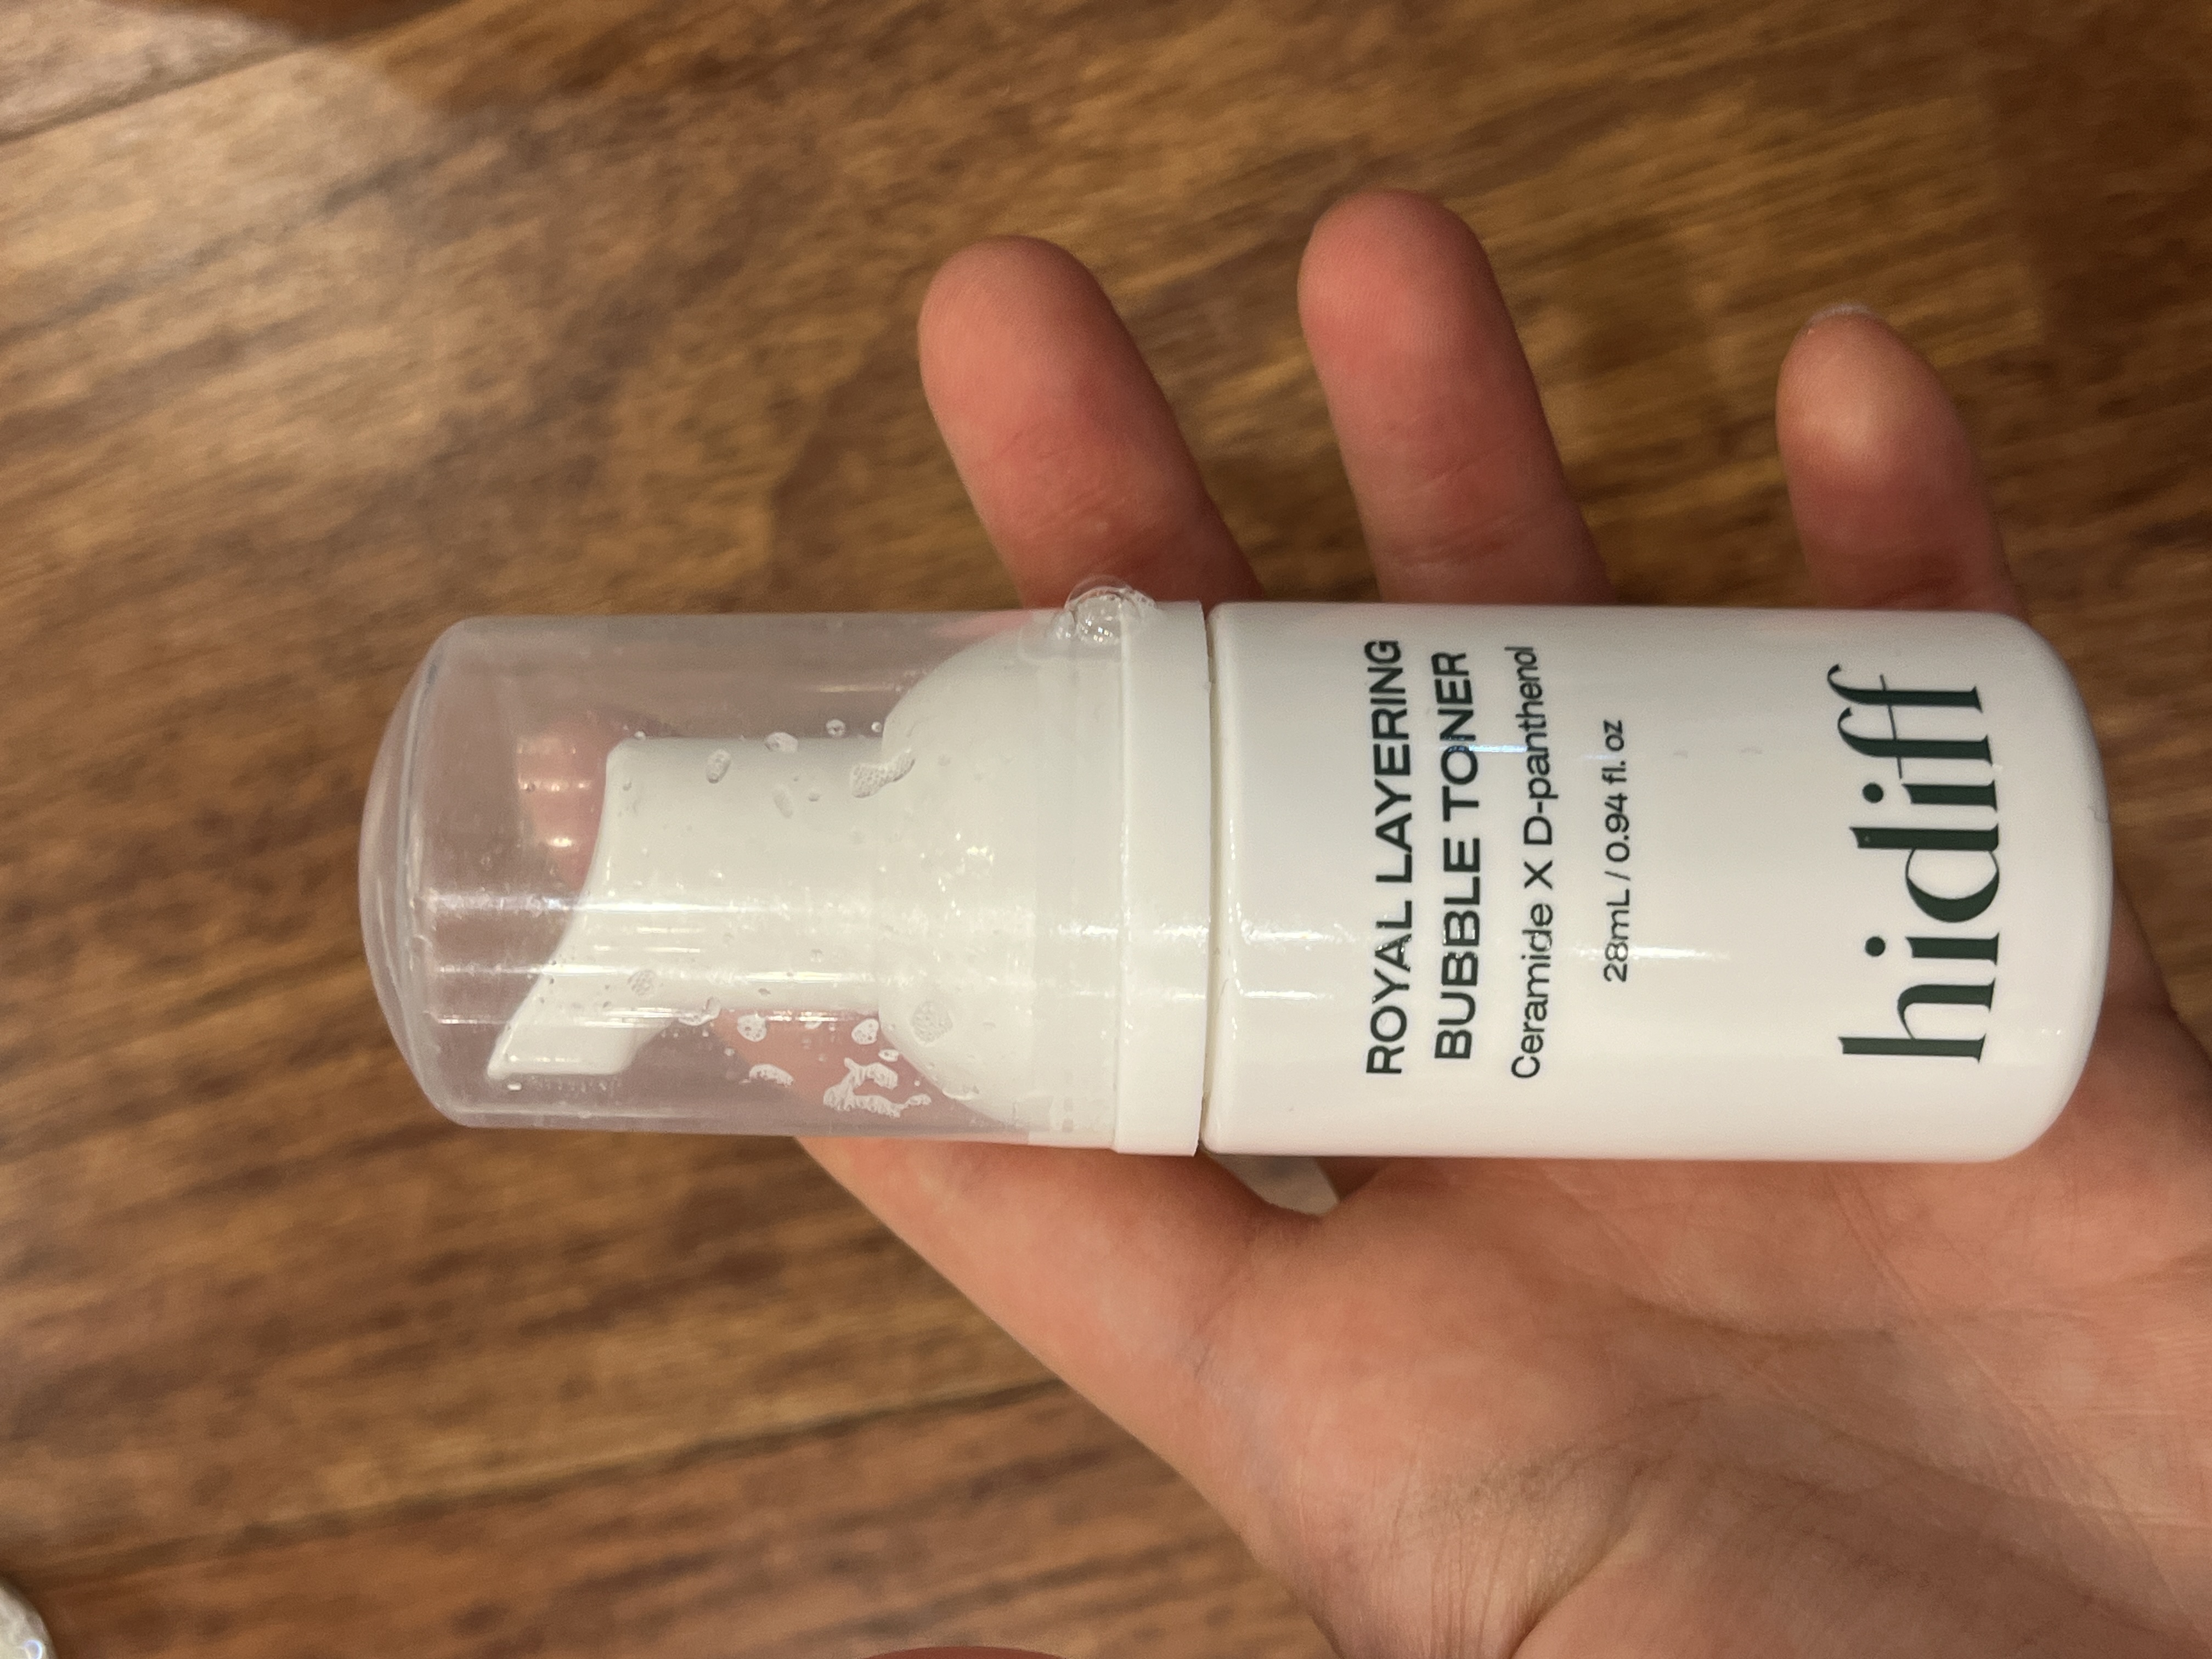 ROYAL LAYERING
BUBBLE TONER
Ceramide X D-panthenol
28mL / 0.94 fl. oz
hidiff